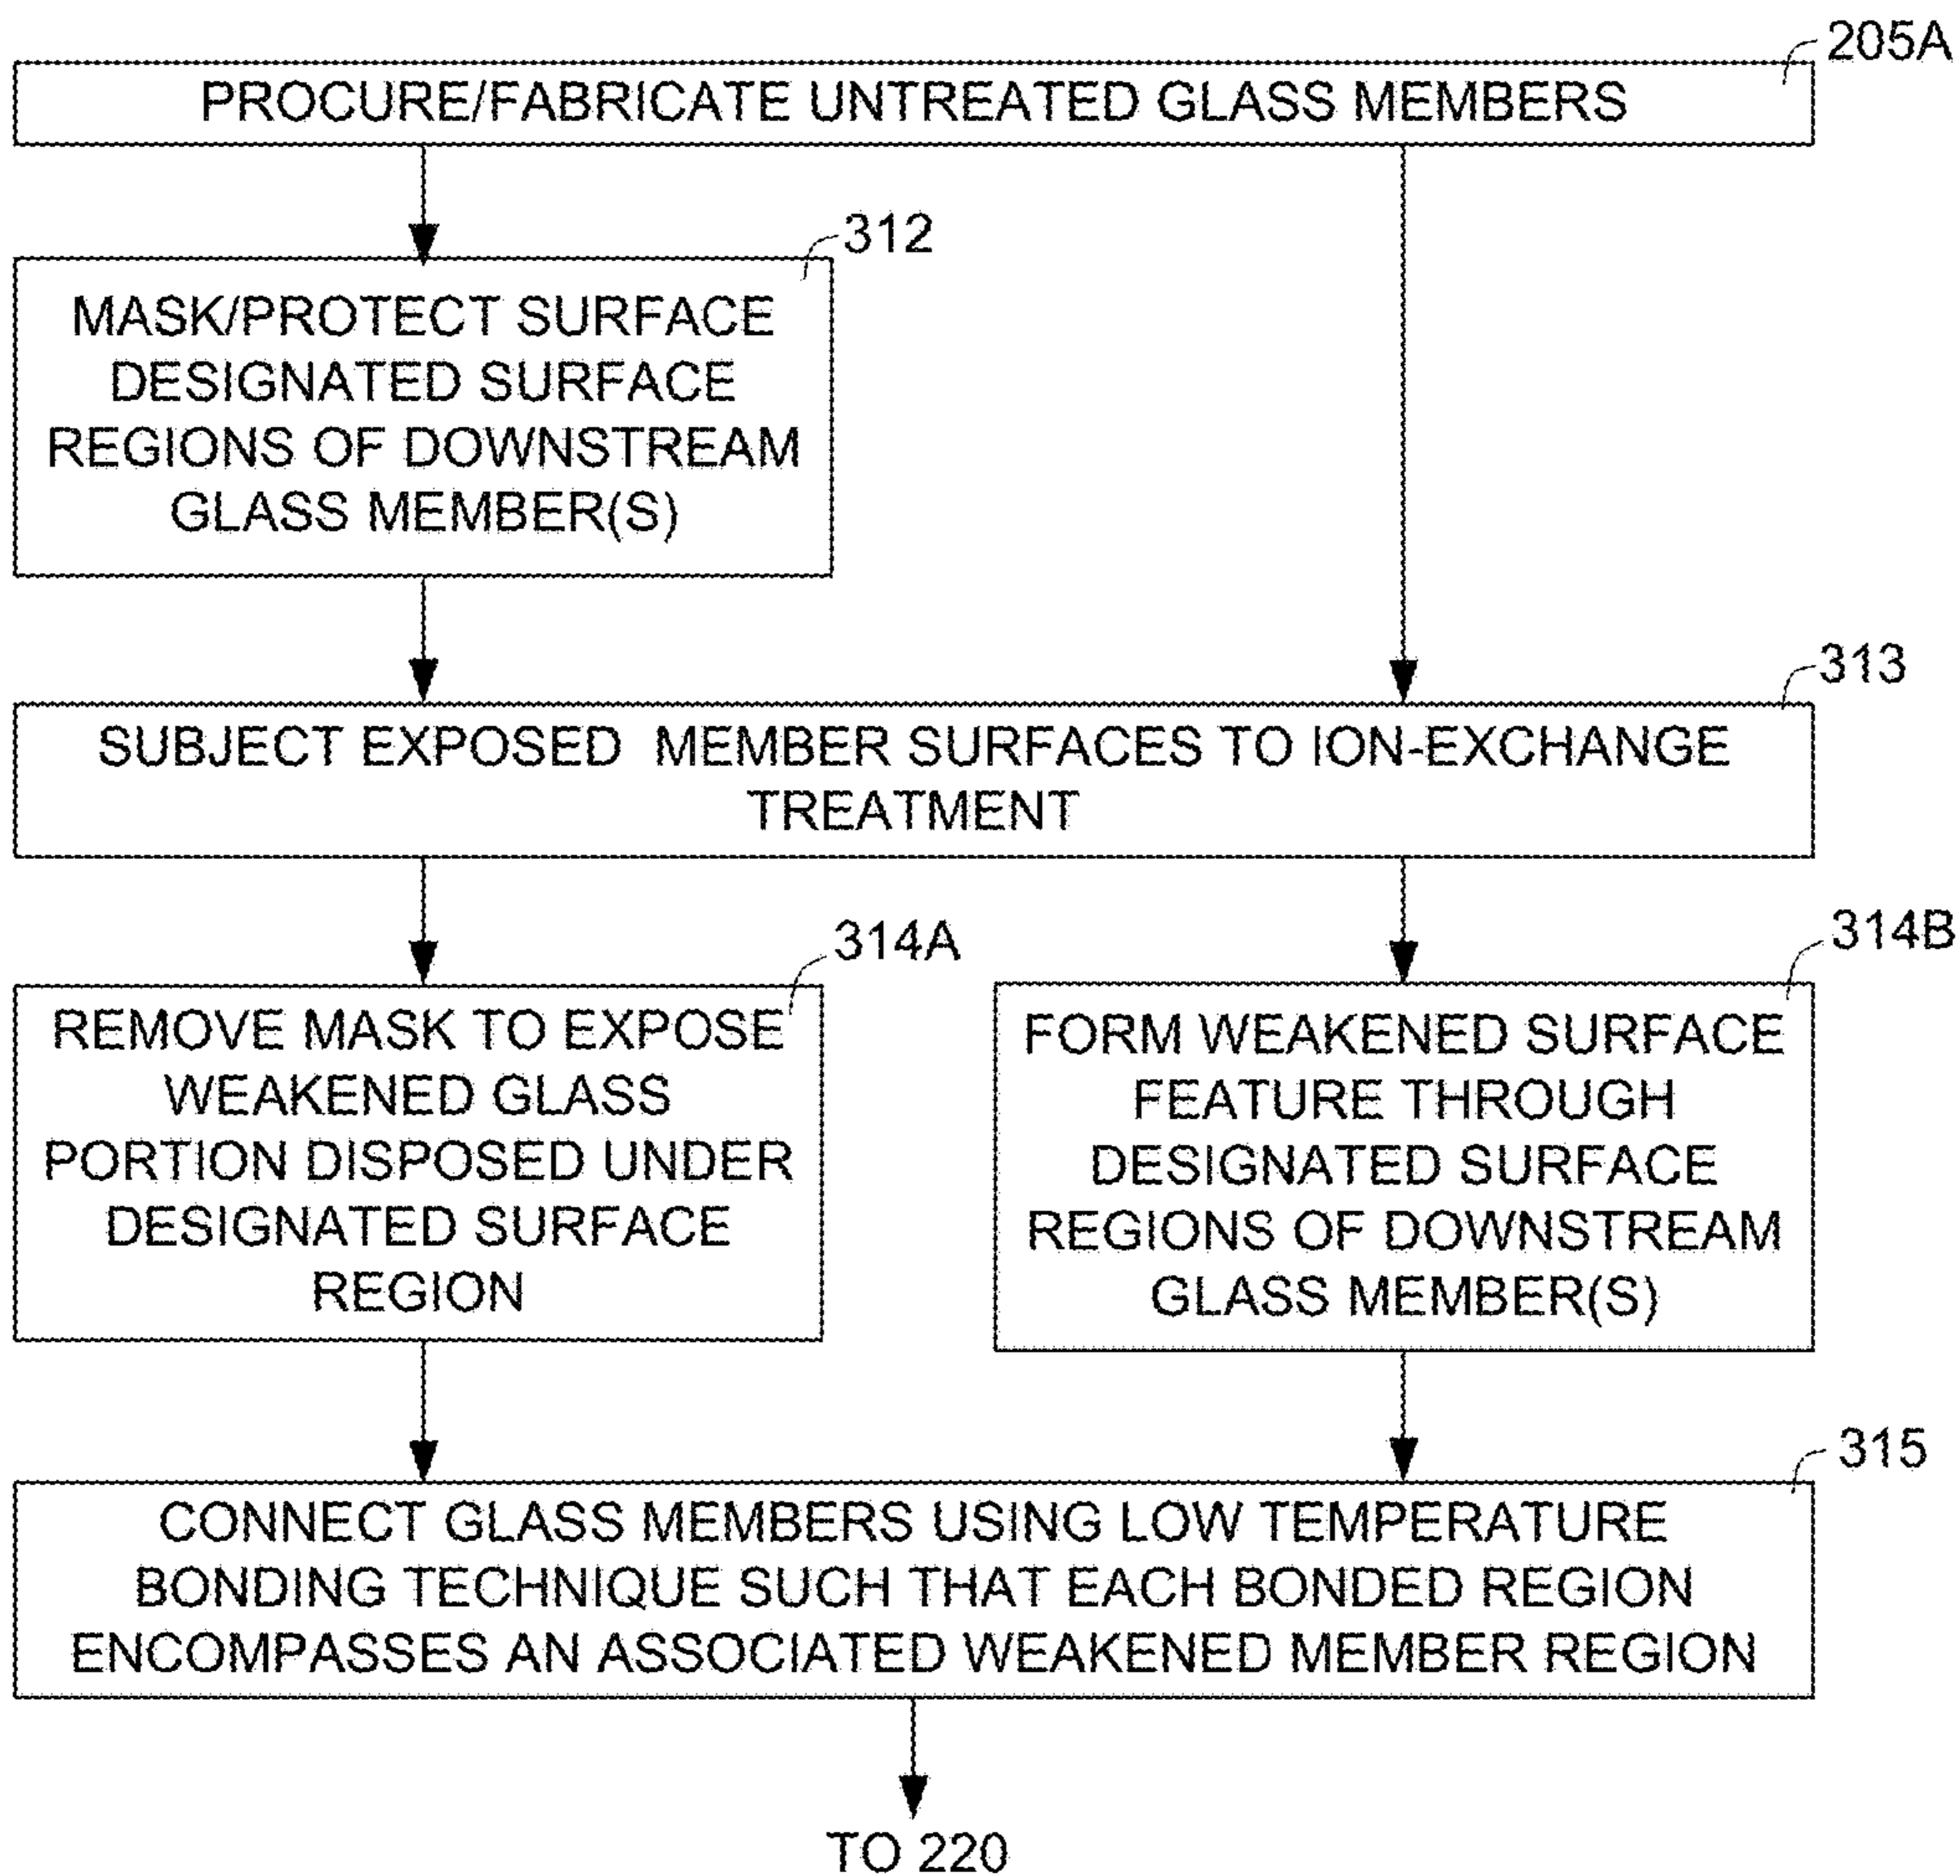 205A
PROCURE/FABRICATE UNTREATED GLASS MEMBERS
312
MASK/PROTECT SURFACE
DESIGNATED SURFACE
REGIONS OF DOWNSTREAM
GLASS MEMBER(S)
313
SUBJECT EXPOSED MEMBER SURFACES TO ION-EXCHANGE
TREATMENT
314A
REMOVE MASK TO EXPOSE
WEAKENED GLASS
PORTION DISPOSED UNDER
DESIGNATED SURFACE
REGION
314B
FORM WEAKENED SURFACE
FEATURE THROUGH
DESIGNATED SURFACE
REGIONS OF DOWNSTREAM
GLASS MEMBER(S)
315
CONNECT GLASS MEMBERS USING LOW TEMPERATURE
BONDING TECHNIQUE SUCH THAT EACH BONDED REGION
ENCOMPASSES AN ASSOCIATED WEAKENED MEMBER REGION
TO 220